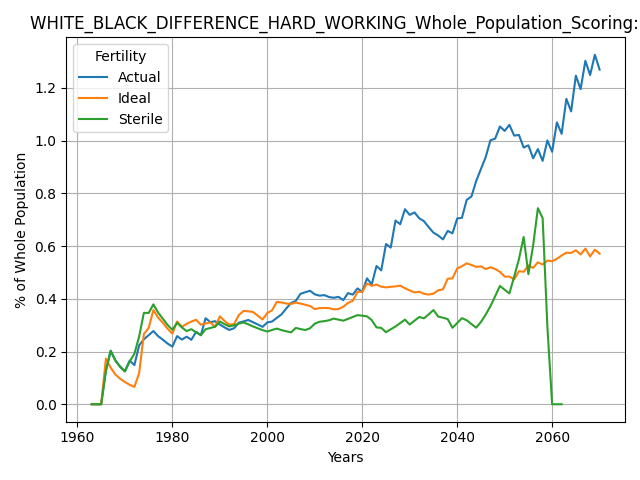 WHITE_BLACK_DIFFERENCE_HARD_WORKING_Whole_Population_Scoring:
Fertility
Actual
Ideal
Sterile
% of Whole Population
1.2
1.0
0.8
0.6
0.4
0.2
0.0
1960 1980 2000 2020 2040 2060
Years